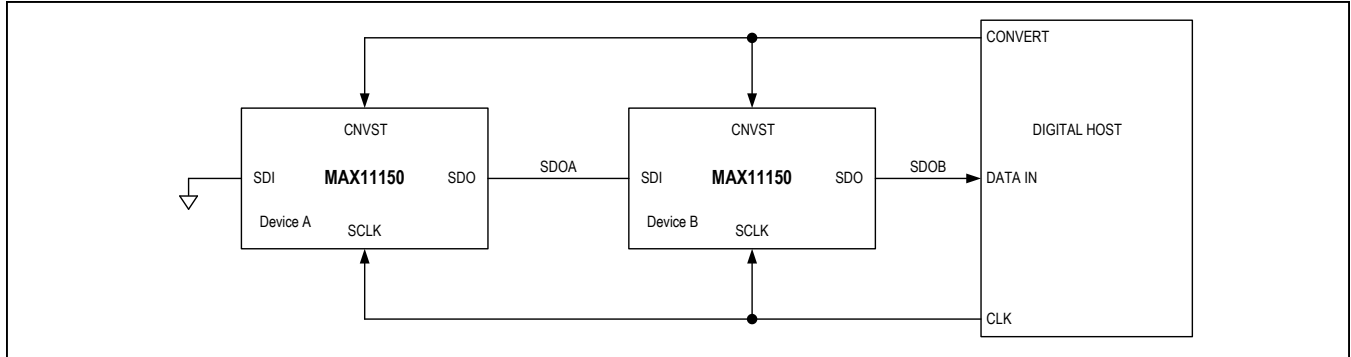 CONVERT
CNVST
CNVST
DIGITAL HOST
SDI
MAX11150
SDO
SDOA
SDI
MAX11150
SDO
SDOB
DATA IN
Device A
SCLK
Device B
SCLK
CLK